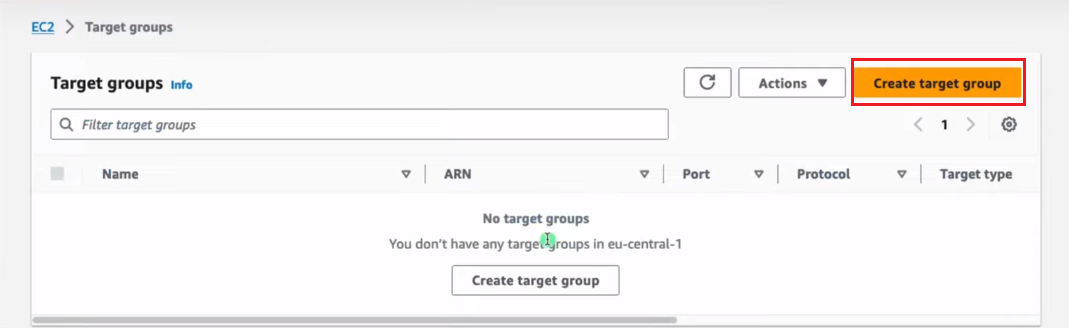 EC2 > Target groups
Target groups Info
Actions
Create target group
Filter target groups
1
Name ARN Port Protocol Target type
No target groups
You don't have any target groups in eu-central-1
Create target group